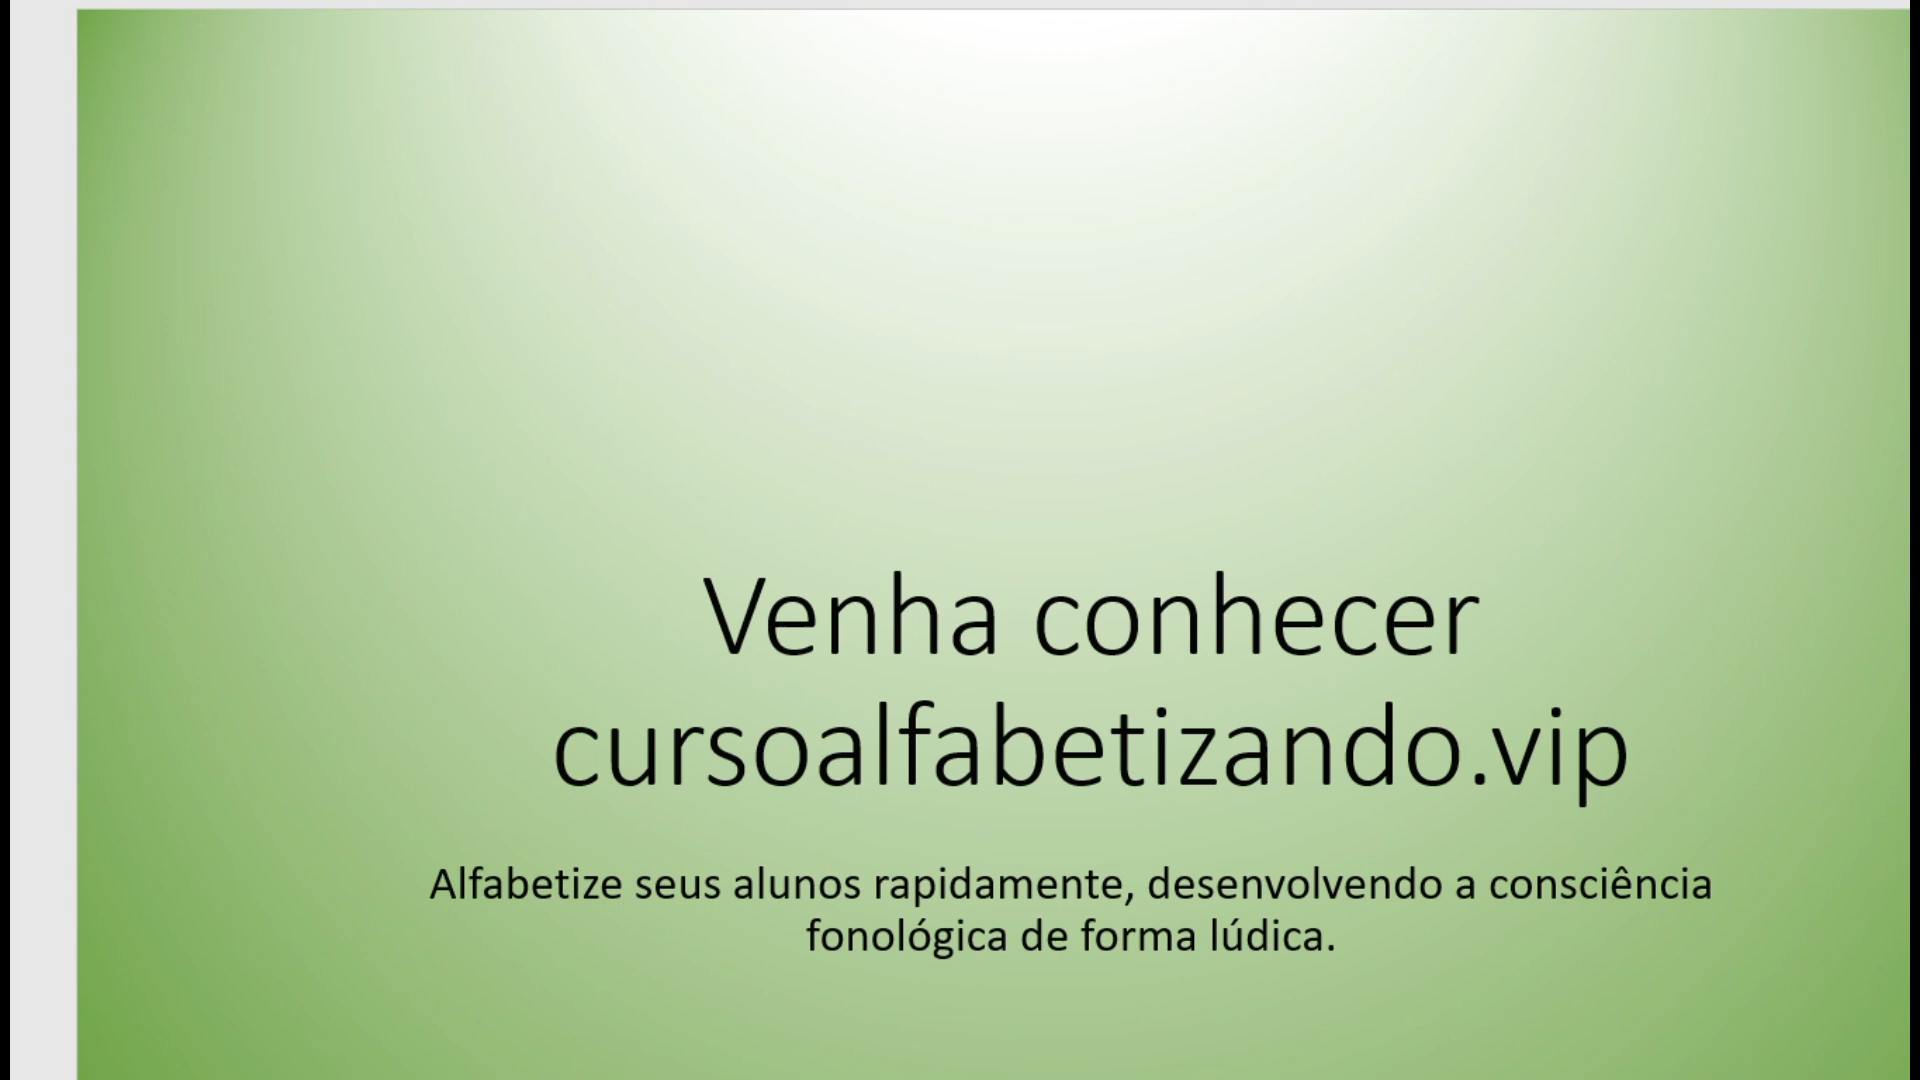 Venha conhecer
cursoalfabetizando.vip
Alfabetize seus alunos rapidamente, desenvolvendo a consciência
fonológica de forma lúdica.